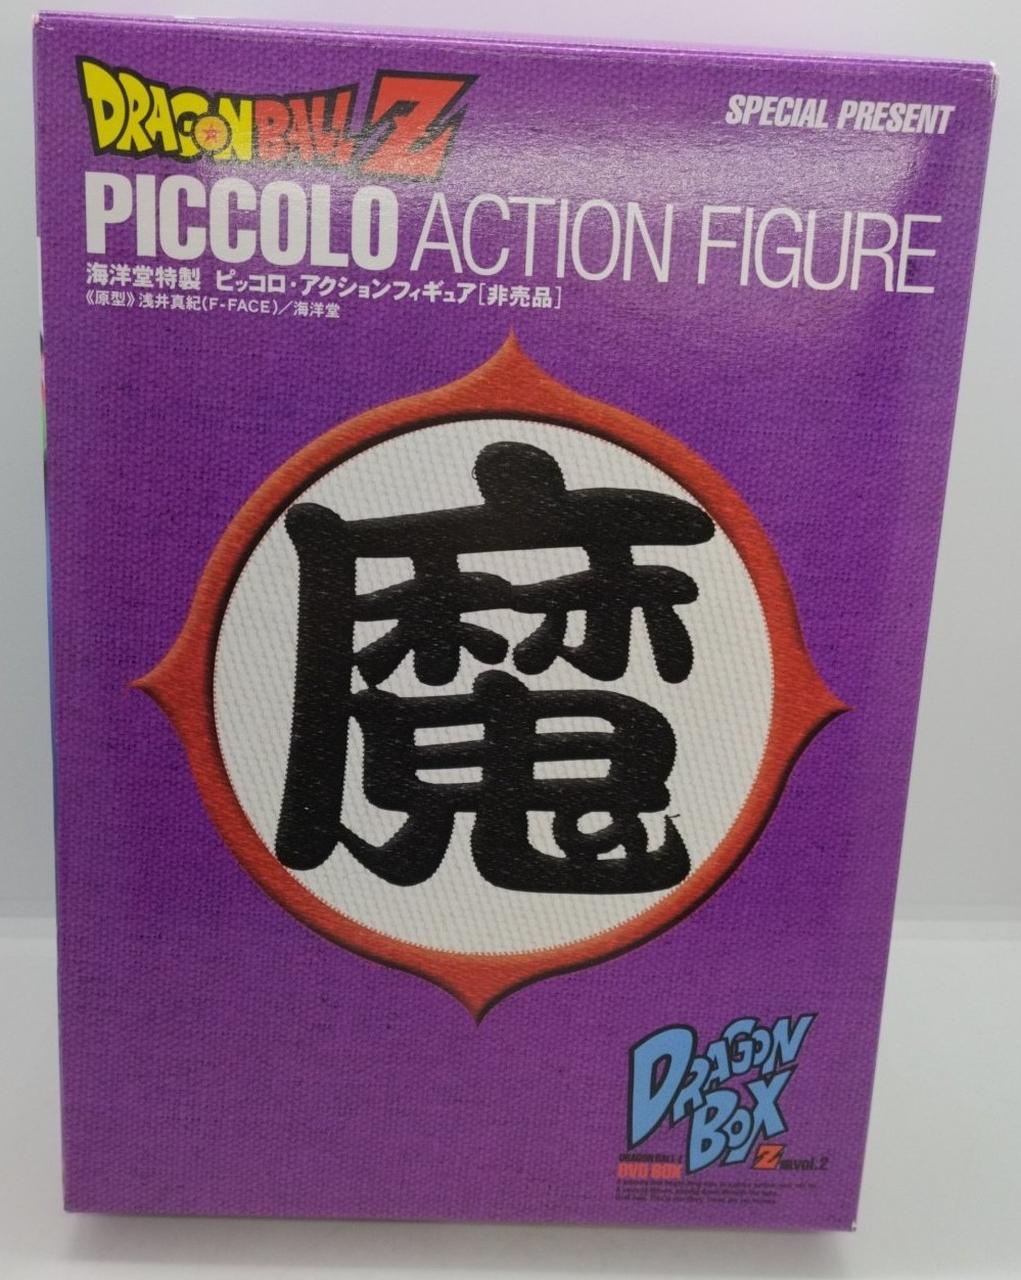 DRAGON BALL Z
SPECIAL PRESENT
PICCOLO ACTION FIGURE
海洋堂特製 ピッコロ・アクションフィギュア[非売品]
《原型》浅井真紀(F-FACE)／海洋堂
魔
DRAGON
BOX
Z vol.2
DRAGON BALL Z
DVD BOX